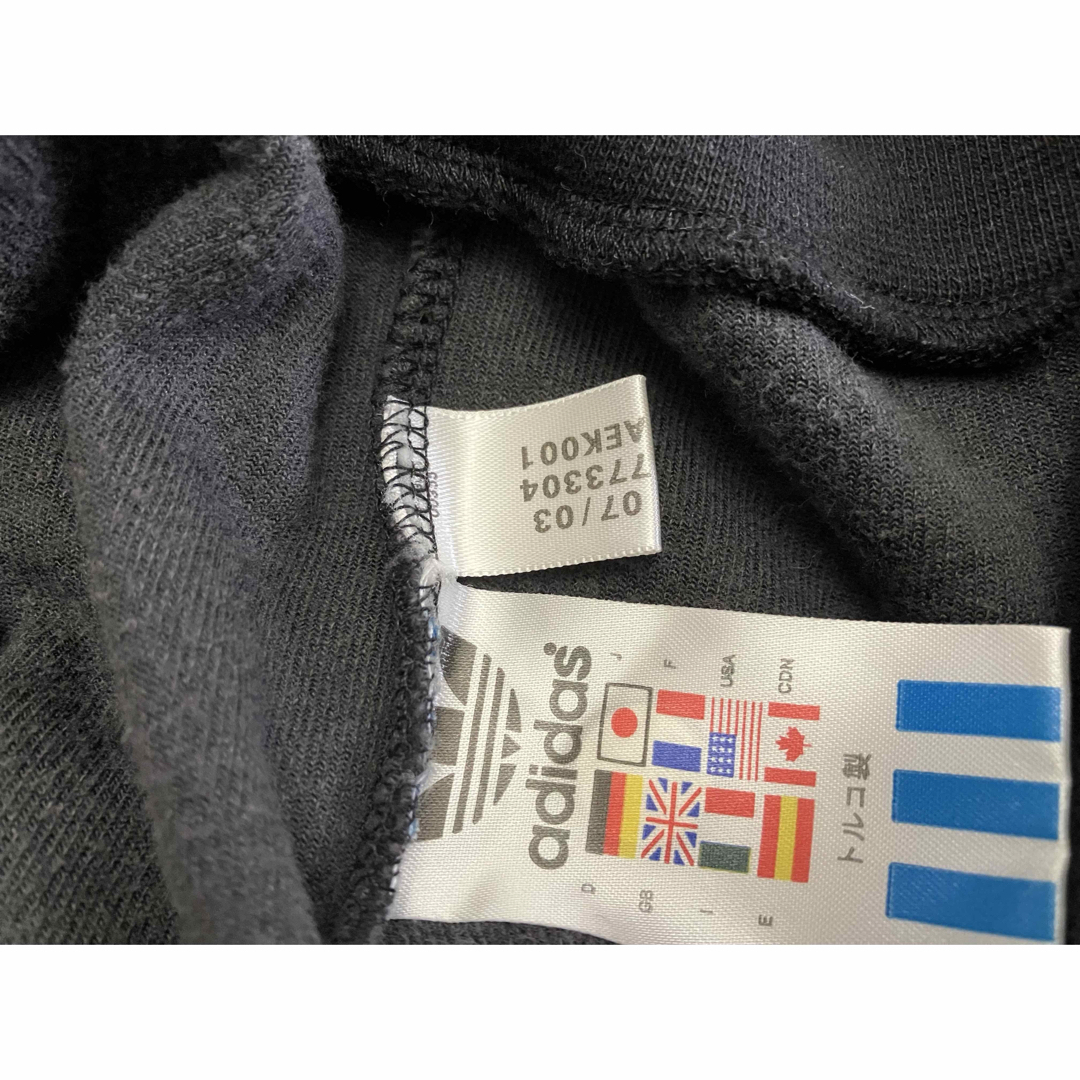 07/03
773304
AEK001
adidas
J
F
USA
CDN
D
GB
I
E
トルコ製